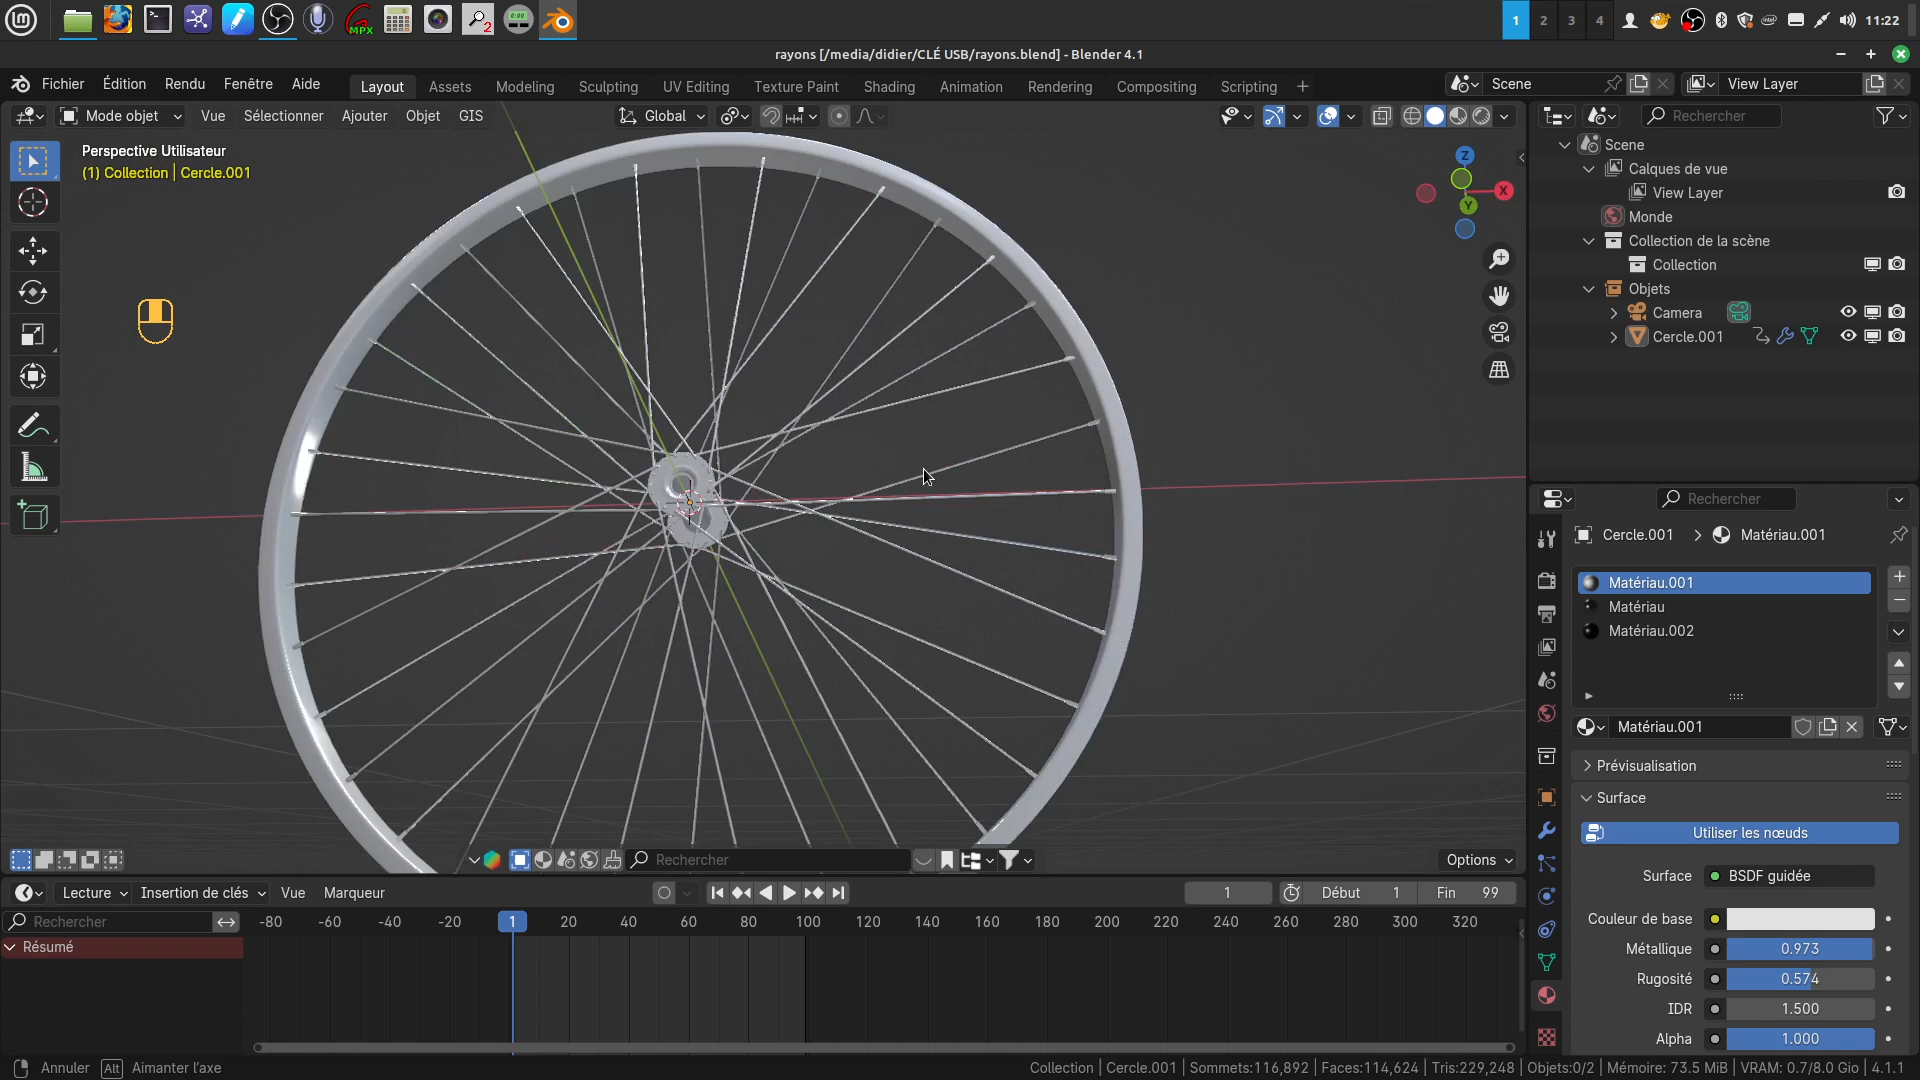 MPX
2
0:00
1 2 3 4
11:22
rayons [/media/didier/CLÉ USB/rayons.blend] - Blender 4.1
Fichier Édition Rendu Fenêtre Aide Layout Assets Modeling Sculpting UV Editing Texture Paint Shading Animation Rendering Compositing Scripting + Scene View Layer
Mode objet Vue Sélectionner Ajouter Objet GIS Global
Rechercher
Perspective Utilisateur
(1) Collection | Cercle.001
Z
X
Y
Scene
Calques de vue
View Layer
Monde
Collection de la scène
Collection
Objets
Camera
Cercle.001
Rechercher
Cercle.001 > Matériau.001
Matériau.001
Matériau
Matériau.002
Matériau.001
Prévisualisation
Surface
Utiliser les nœuds
Surface BSDF guidée
Couleur de base
Métallique 0.973
Rugosité 0.574
IDR 1.500
Alpha 1.000
Rechercher
Options
Lecture Insertion de clés Vue Marqueur 1 Début 1 Fin 99
Rechercher
-80 -60 -40 -20 1 20 40 60 80 100 120 140 160 180 200 220 240 260 280 300 320
Résumé
Annuler Alt Aimanter l'axe
Collection | Cercle.001 | Sommets:116,892 | Faces:114,624 | Tris:229,248 | Objets:0/2 | Mémoire: 73.5 MiB | VRAM: 0.7/8.0 Gio | 4.1.1